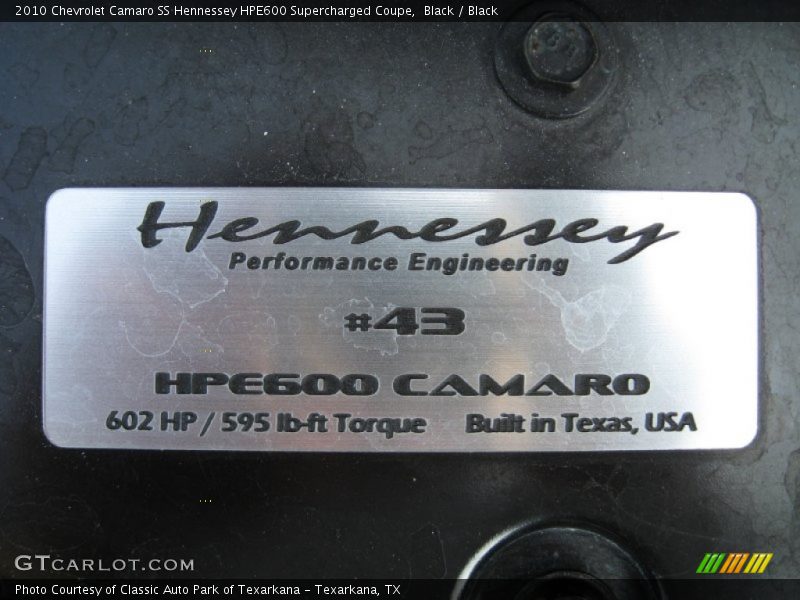 2010 Chevrolet Camaro SS Hennessey HPE600 Supercharged Coupe, Black / Black
Hennessey
Performance Engineering
#43
HPE600 CAMARO
602 HP / 595 lb-ft Torque Built in Texas, USA
GTCARLOT.COM
Photo Courtesy of Classic Auto Park of Texarkana - Texarkana, TX